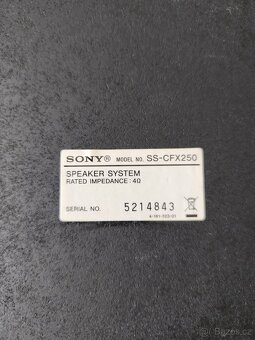 SONY® MODEL NO. SS-CFX250
SPEAKER SYSTEM
RATED IMPEDANCE : 4Ω
SERIAL NO. 5214843